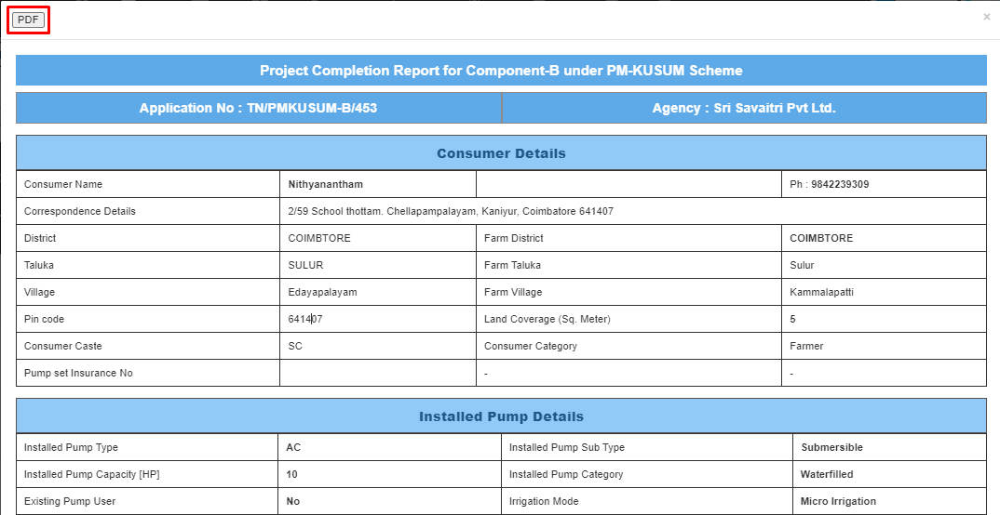 PDF
×
Project Completion Report for Component-B under PM-KUSUM Scheme
Application No : TN/PMKUSUM-B/453 Agency : Sri Savaitri Pvt Ltd.
Consumer Details
Consumer Name Nithyanantham Ph : 9842239309
Correspondence Details 2/59 School thottam. Chellapampalayam, Kaniyur, Coimbatore 641407
District COIMBTORE Farm District COIMBTORE
Taluka SULUR Farm Taluka Sulur
Village Edayapalayam Farm Village Kammalapatti
Pin code 641407 Land Coverage (Sq. Meter) 5
Consumer Caste SC Consumer Category Farmer
Pump set Insurance No - -
Installed Pump Details
Installed Pump Type AC Installed Pump Sub Type Submersible
Installed Pump Capacity [HP] 10 Installed Pump Category Waterfilled
Existing Pump User No Irrigation Mode Micro Irrigation